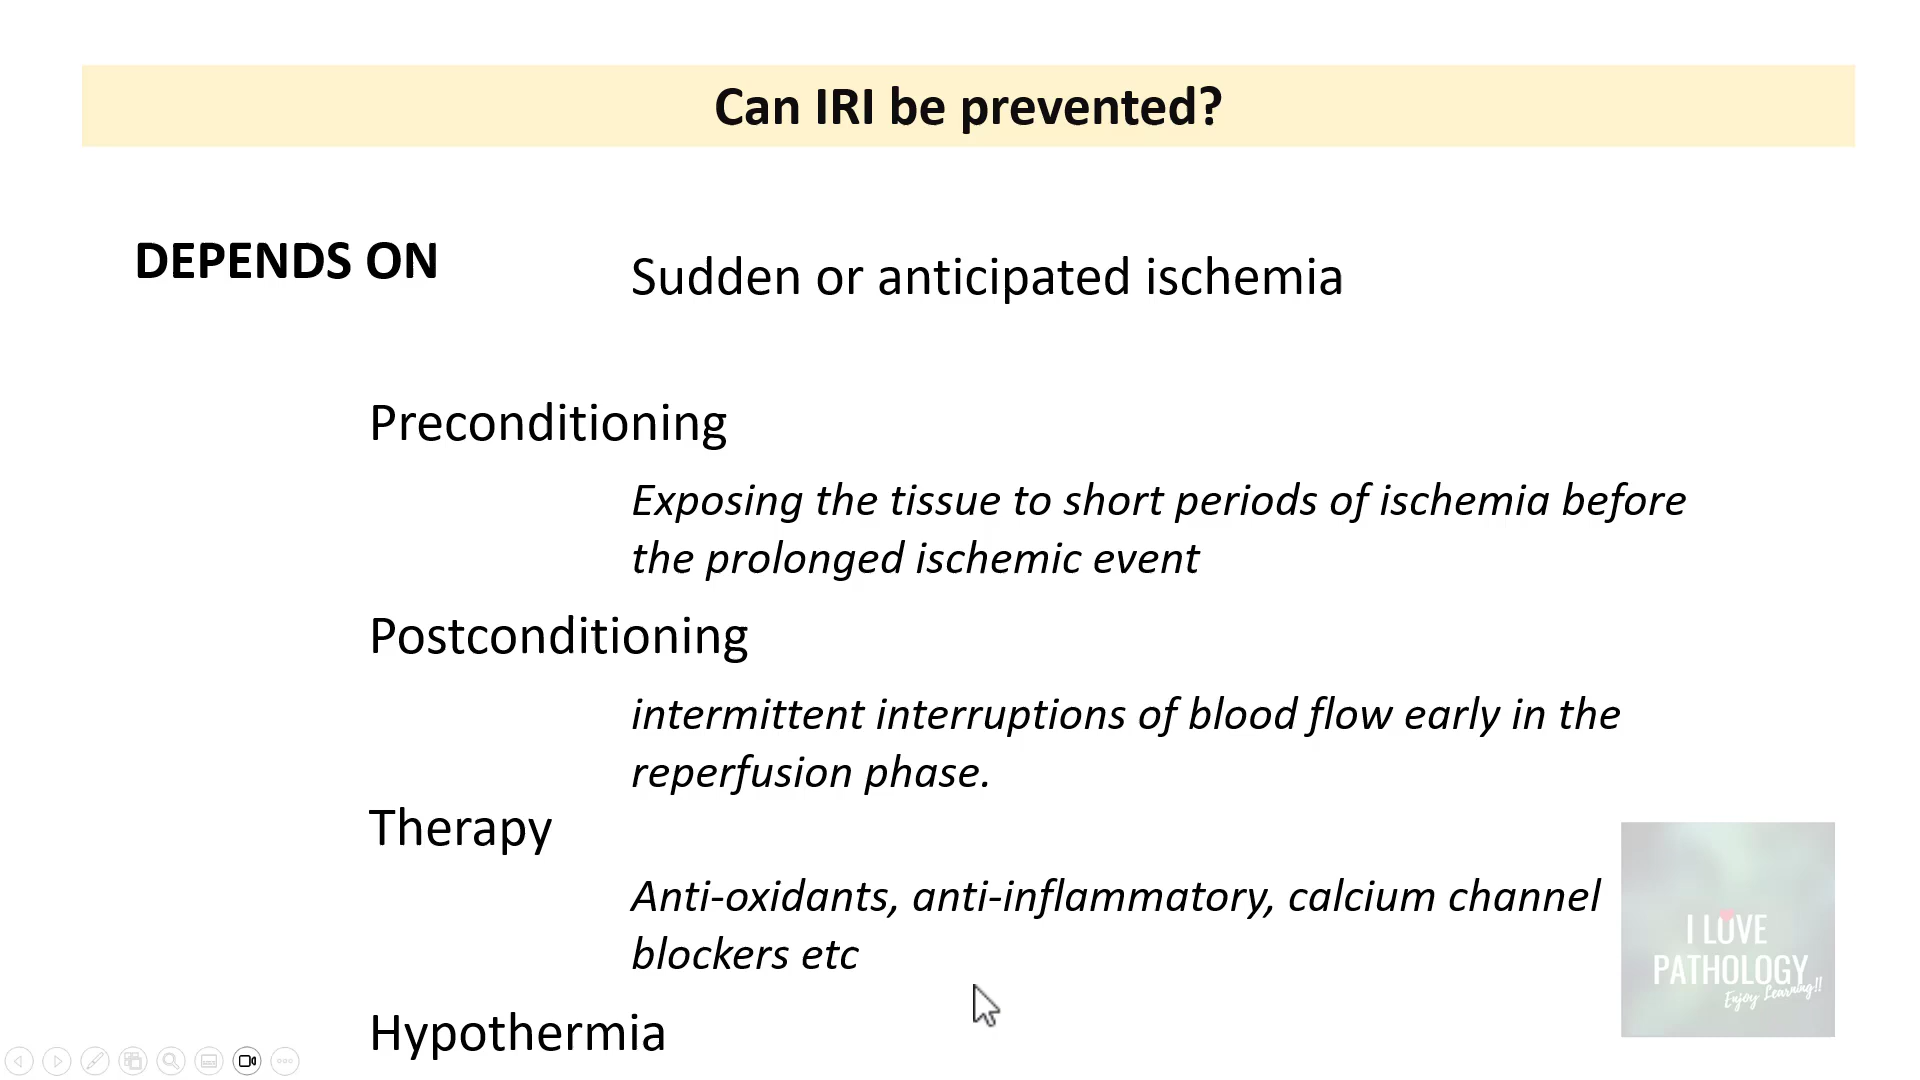 Can IRI be prevented?
DEPENDS ON
Sudden or anticipated ischemia
Preconditioning
Exposing the tissue to short periods of ischemia before
the prolonged ischemic event
Postconditioning
intermittent interruptions of blood flow early in the
reperfusion phase.
Therapy
Anti-oxidants, anti-inflammatory, calcium channel
blockers etc
Hypothermia
I LOVE
PATHOLOGY
Enjoy Learning!!